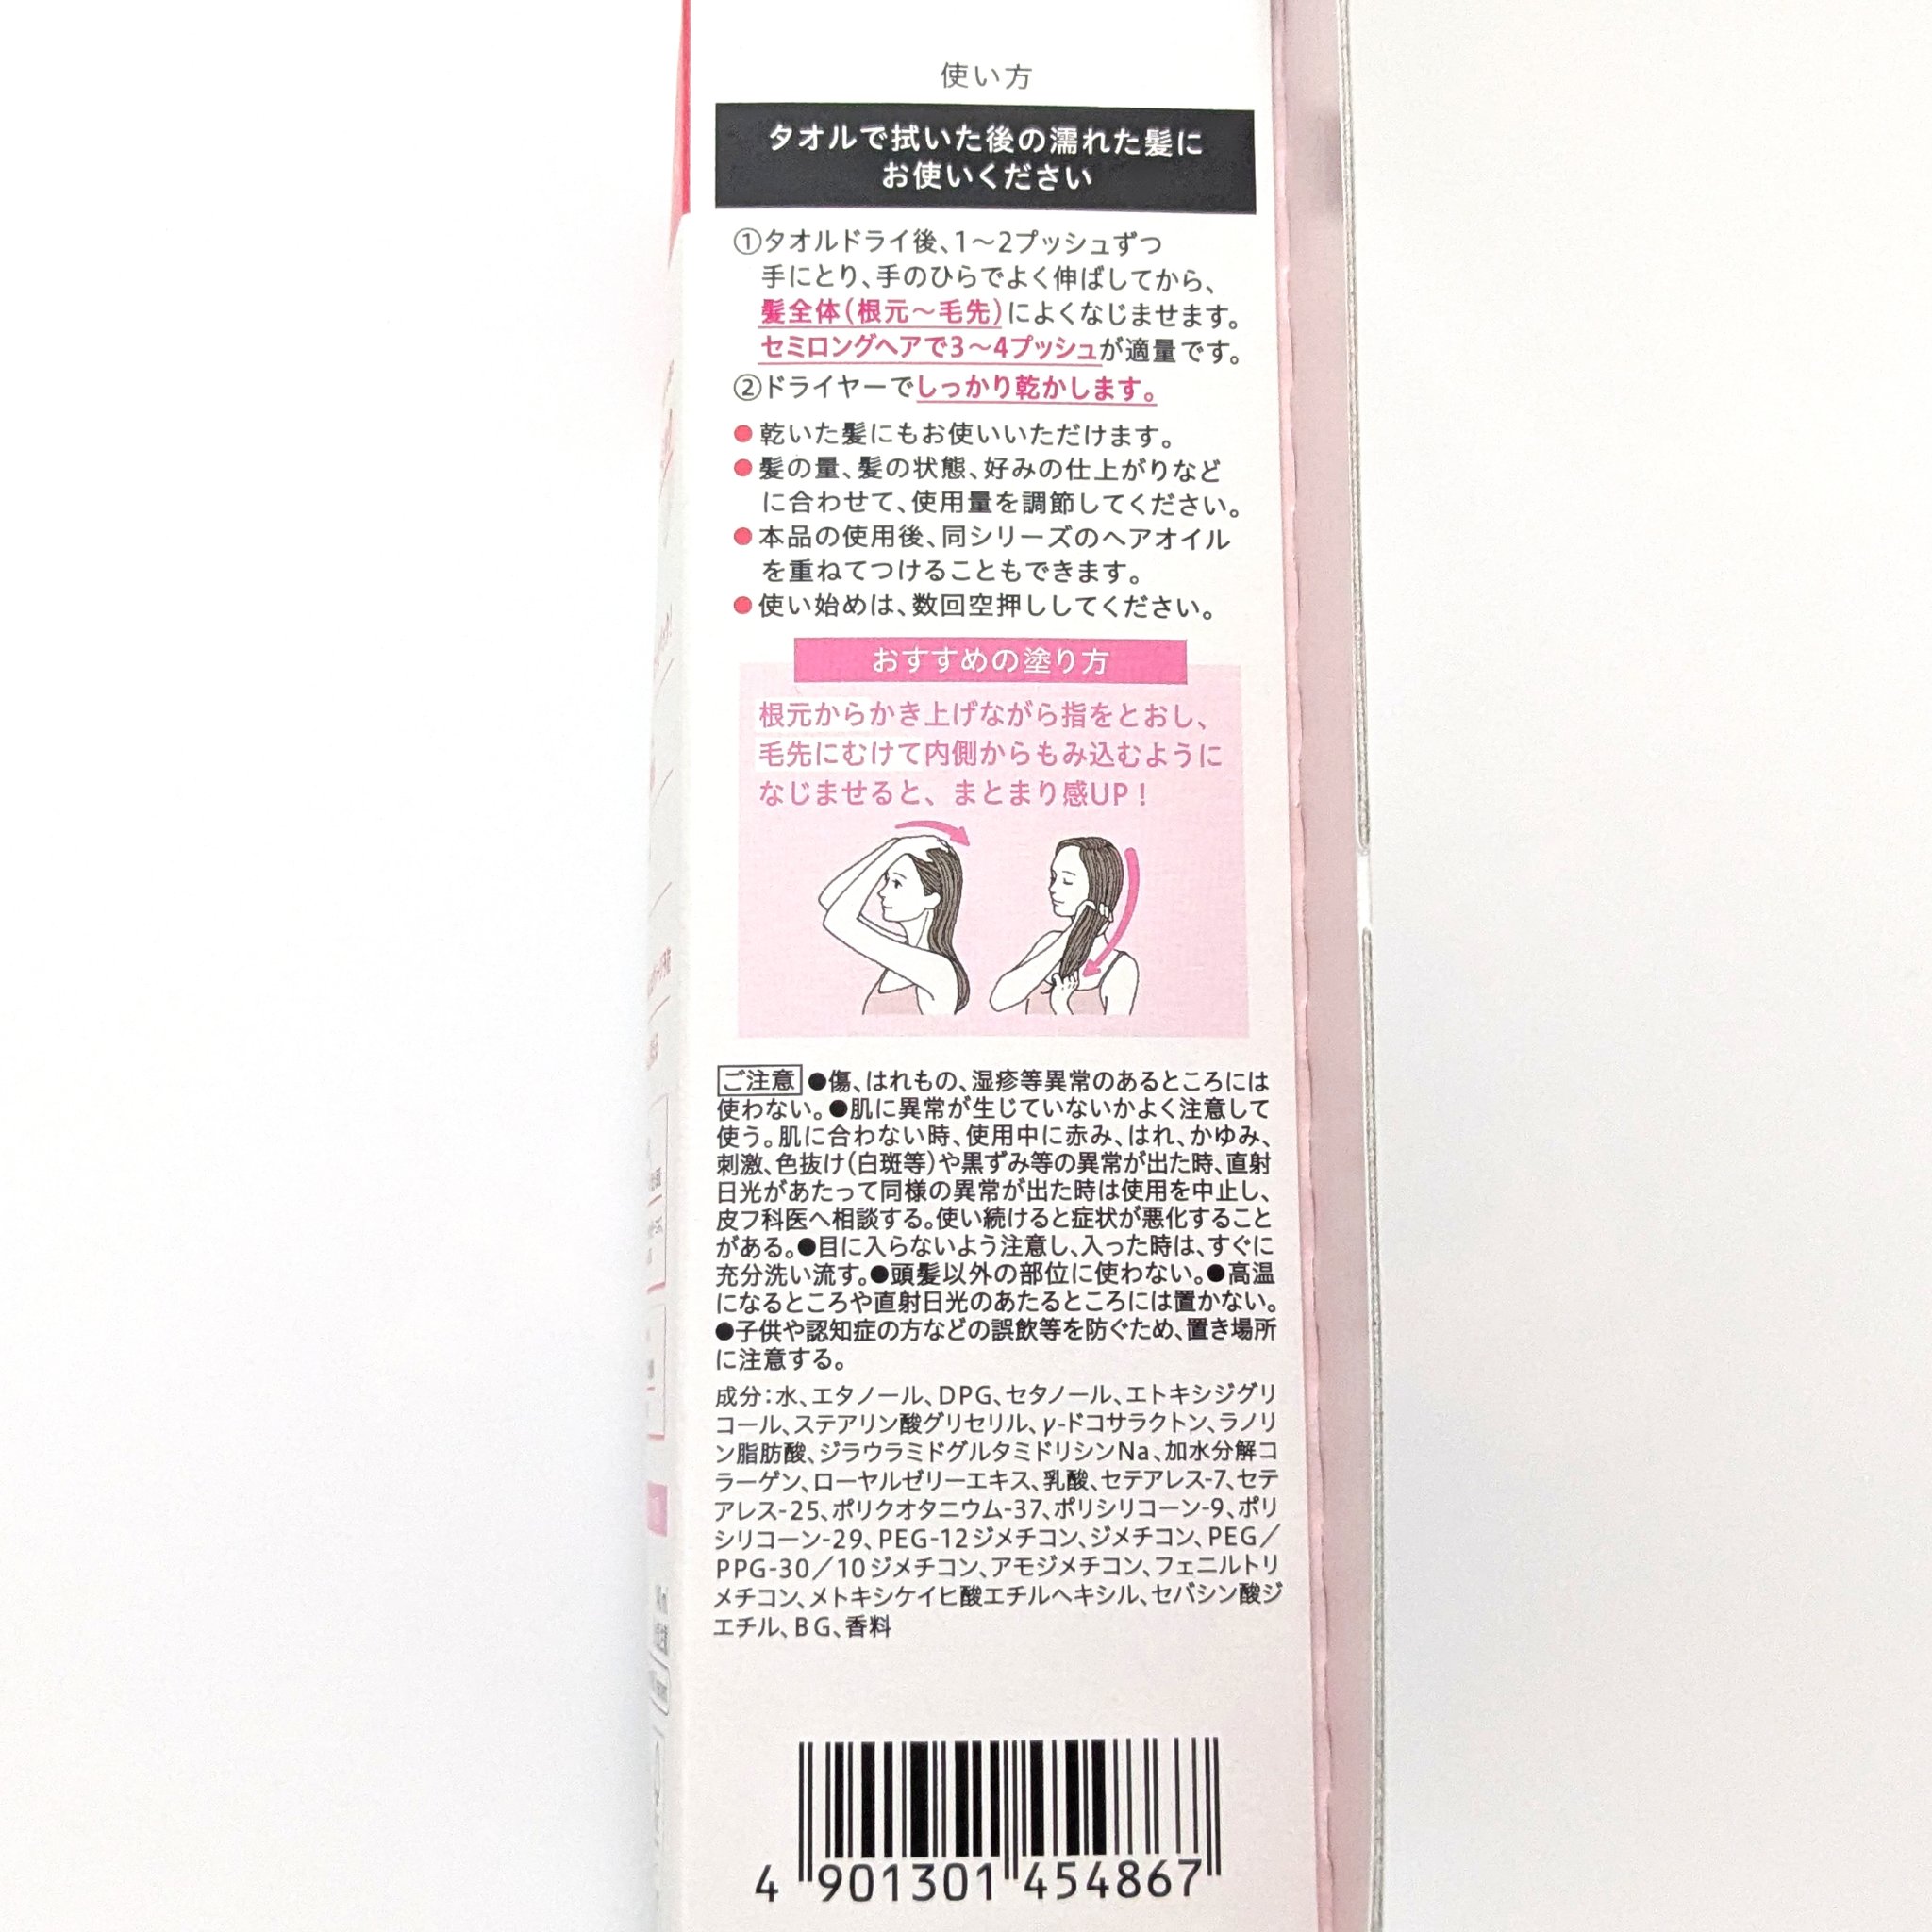 使い方
タオルで拭いた後の濡れた髪に
お使いください
①タオルドライ後、1～2プッシュずつ
手にとり、手のひらでよく伸ばしてから、
髪全体(根元～毛先)によくなじませます。
セミロングヘアで3～4プッシュが適量です。
②ドライヤーでしっかり乾かします。
●乾いた髪にもお使いいただけます。
●髪の量、髪の状態、好みの仕上がりなど
に合わせて、使用量を調節してください。
●本品の使用後、同シリーズのヘアオイル
を重ねてつけることもできます。
●使い始めは、数回空押ししてください。
おすすめの塗り方
根元からかき上げながら指をとおし、
毛先にむけて内側からもみ込むように
なじませると、まとまり感UP！
ご注意 ●傷、はれもの、湿疹等異常のあるところには
使わない。●肌に異常が生じていないかよく注意して
使う。肌に合わない時、使用中に赤み、はれ、かゆみ、
刺激、色抜け(白斑等)や黒ずみ等の異常が出た時、直射
日光があたって同様の異常が出た時は使用を中止し、
皮フ科医へ相談する。使い続けると症状が悪化すること
がある。●目に入らないよう注意し、入った時は、すぐに
充分洗い流す。●頭髪以外の部位に使わない。●高温
になるところや直射日光のあたるところには置かない。
●子供や認知症の方などの誤飲等を防ぐため、置き場所
に注意する。
成分：水、エタノール、DPG、セタノール、エトキシジグリ
コール、ステアリン酸グリセリル、γ-ドコサラクトン、ラノリ
ン脂肪酸、ジラウラミドグルタミドリシンNa、加水分解コ
ラーゲン、ローヤルゼリーエキス、乳酸、セテアレス-7、セテ
アレス-25、ポリクオタニウム-37、ポリシリコーン-9、ポリ
シリコーン-29、PEG-12ジメチコン、ジメチコン、PEG／
PPG-30／10ジメチコン、アモジメチコン、フェニルトリ
メチコン、メトキシケイヒ酸エチルヘキシル、セバシン酸ジ
エチル、BG、香料
4 901301 454867